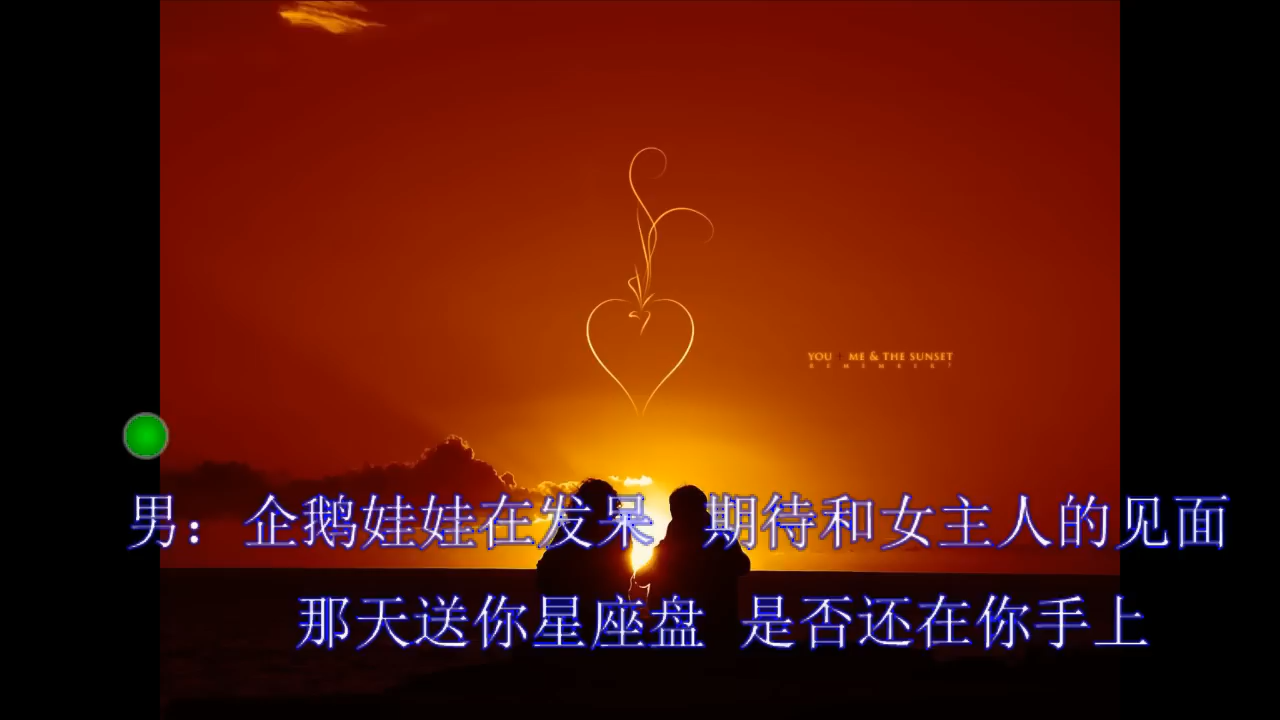 YOU + ME & THE SUNSET
REMEMBER?
男：企鹅娃娃在发呆 期待和女主人的见面
那天送你星座盘 是否还在你手上